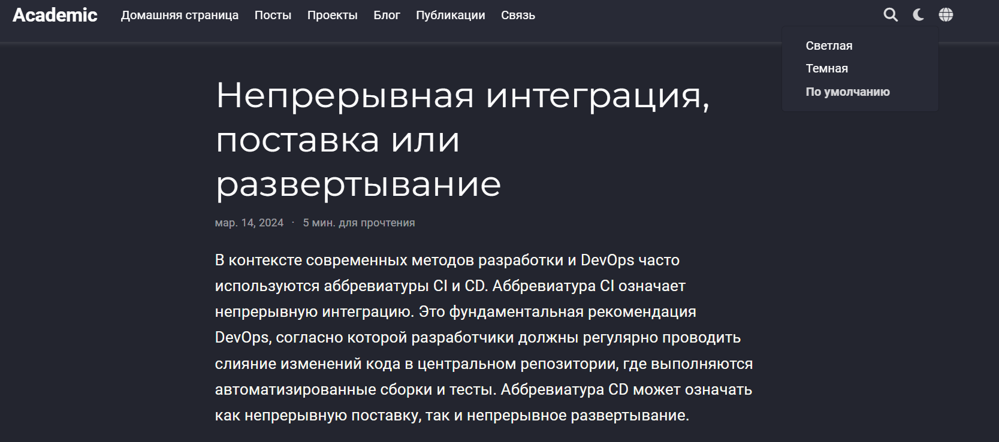 Academic Домашняя страница Посты Проекты Блог Публикации Связь
Светлая
Темная
По умолчанию
Непрерывная интеграция,
поставка или
развертывание
мар. 14, 2024 · 5 мин. для прочтения
В контексте современных методов разработки и DevOps часто
используются аббревиатуры CI и CD. Аббревиатура CI означает
непрерывную интеграцию. Это фундаментальная рекомендация
DevOps, согласно которой разработчики должны регулярно проводить
слияние изменений кода в центральном репозитории, где выполняются
автоматизированные сборки и тесты. Аббревиатура CD может означать
как непрерывную поставку, так и непрерывное развертывание.